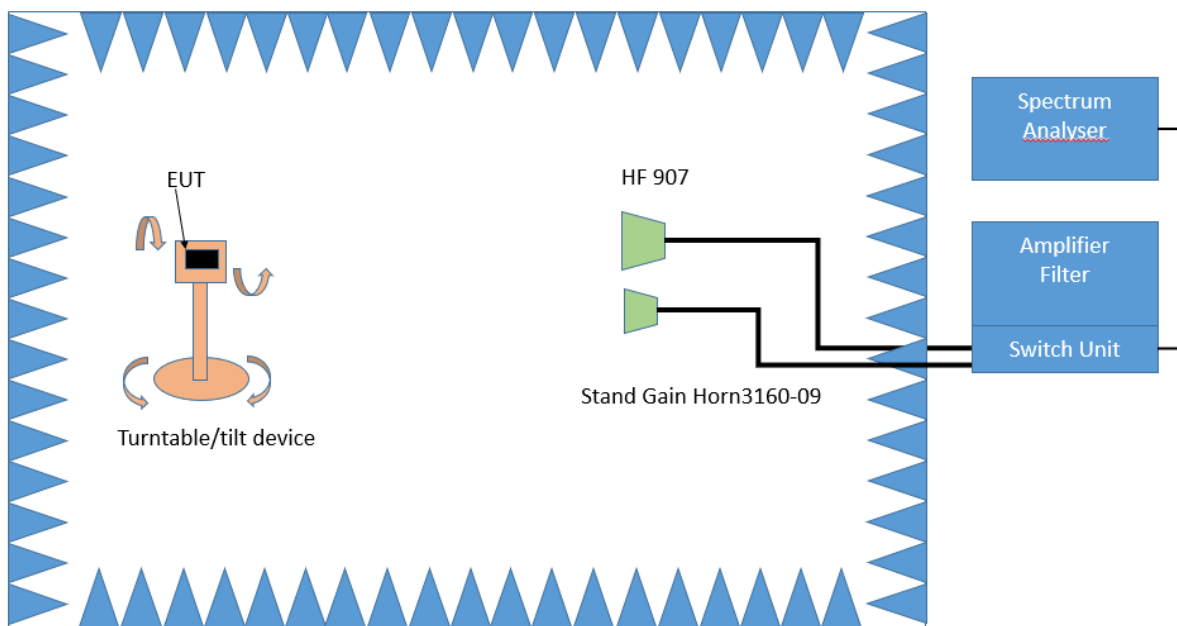 EUT
Turntable/tilt device
HF 907
Stand Gain Horn3160-09
Spectrum
Analyser
Amplifier
Filter
Switch Unit